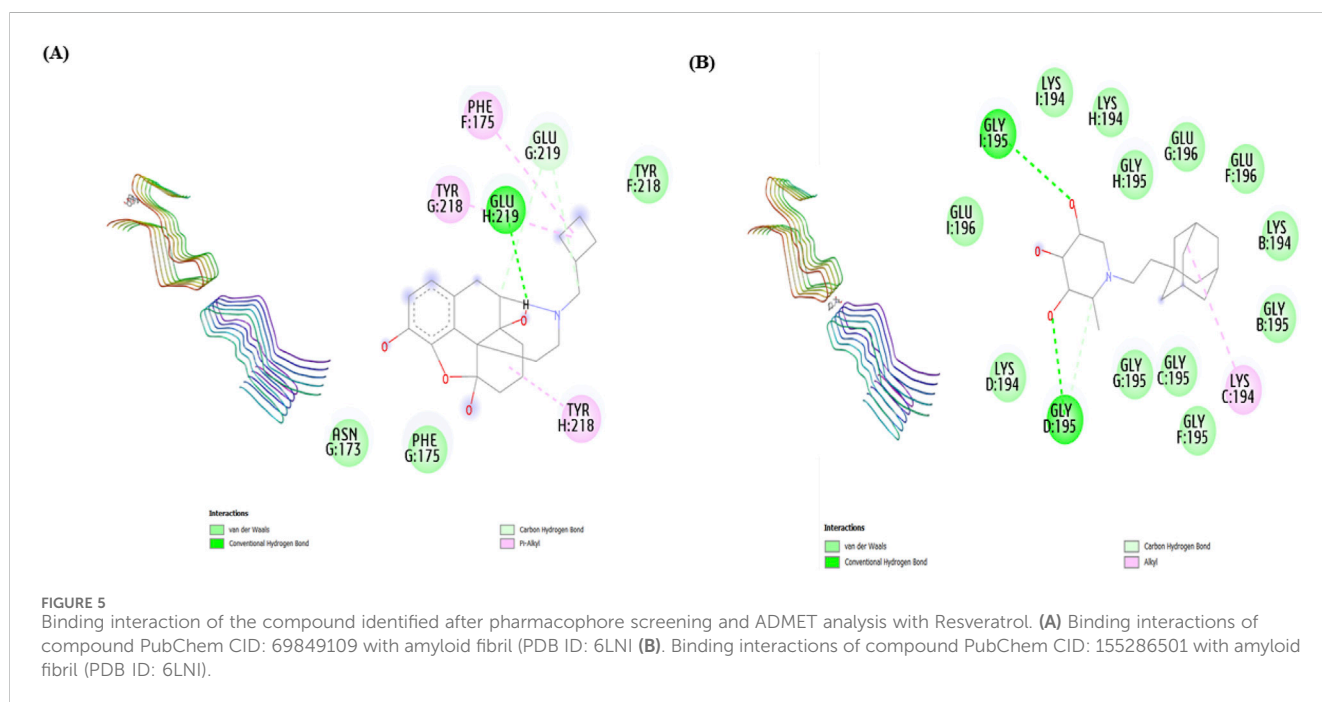 (A)
PHE
F:175
GLU
G:219
TYR
F:218
TYR
G:218
GLU
H:219
H
N
O
O
O
O
TYR
H:218
ASN
G:173
PHE
G:175
Interactions
van der Waals
Conventional Hydrogen Bond
Carbon Hydrogen Bond
Pi-Alkyl
(B)
LYS
I:194
LYS
H:194
GLY
I:195
GLU
G:196
GLY
H:195
GLU
F:196
GLU
I:196
O
LYS
B:194
O
N
O
GLY
B:195
LYS
D:194
GLY
G:195
GLY
C:195
LYS
C:194
GLY
D:195
GLY
F:195
Interactions
van der Waals
Conventional Hydrogen Bond
Carbon Hydrogen Bond
Alkyl
FIGURE 5
Binding interaction of the compound identified after pharmacophore screening and ADMET analysis with Resveratrol. (A) Binding interactions of
compound PubChem CID: 69849109 with amyloid fibril (PDB ID: 6LNI (B). Binding interactions of compound PubChem CID: 155286501 with amyloid
fibril (PDB ID: 6LNI).